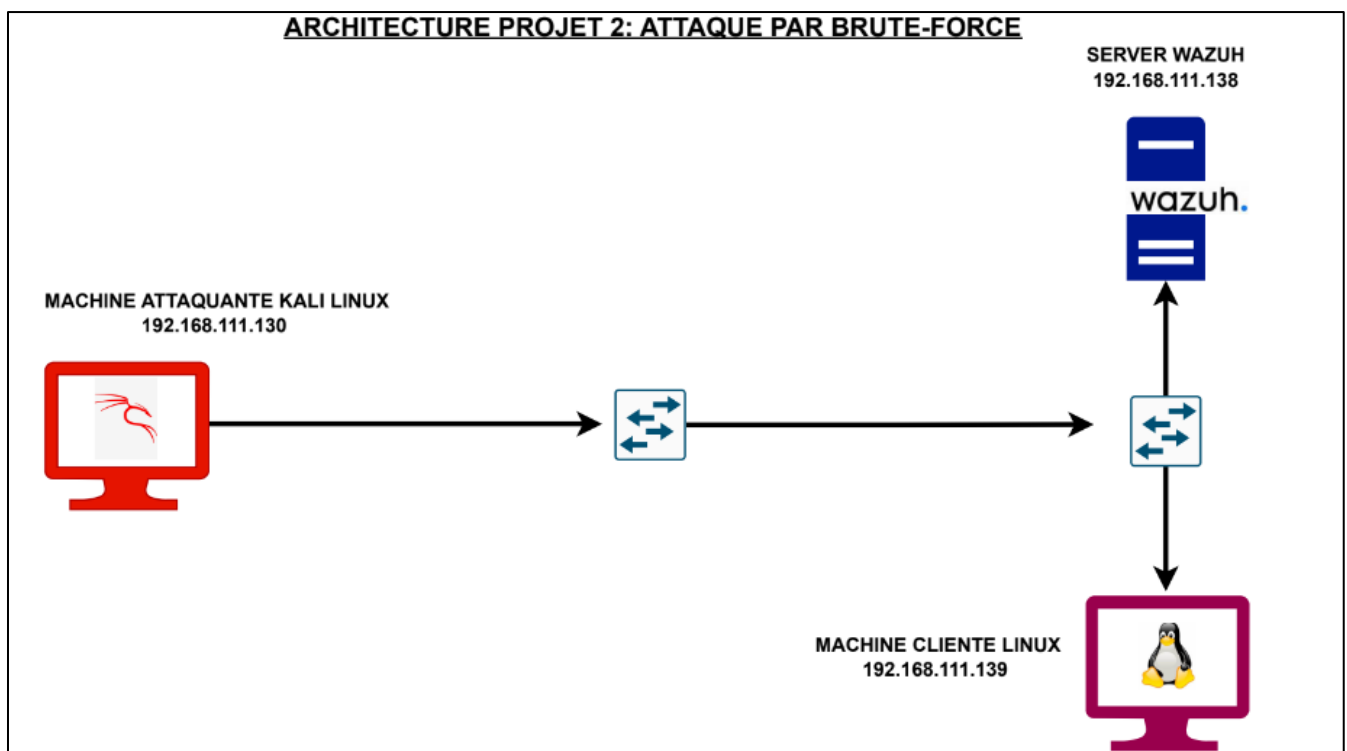 ARCHITECTURE PROJET 2: ATTAQUE PAR BRUTE-FORCE
SERVER WAZUH
192.168.111.138
wazuh.
MACHINE ATTAQUANTE KALI LINUX
192.168.111.130
MACHINE CLIENTE LINUX
192.168.111.139